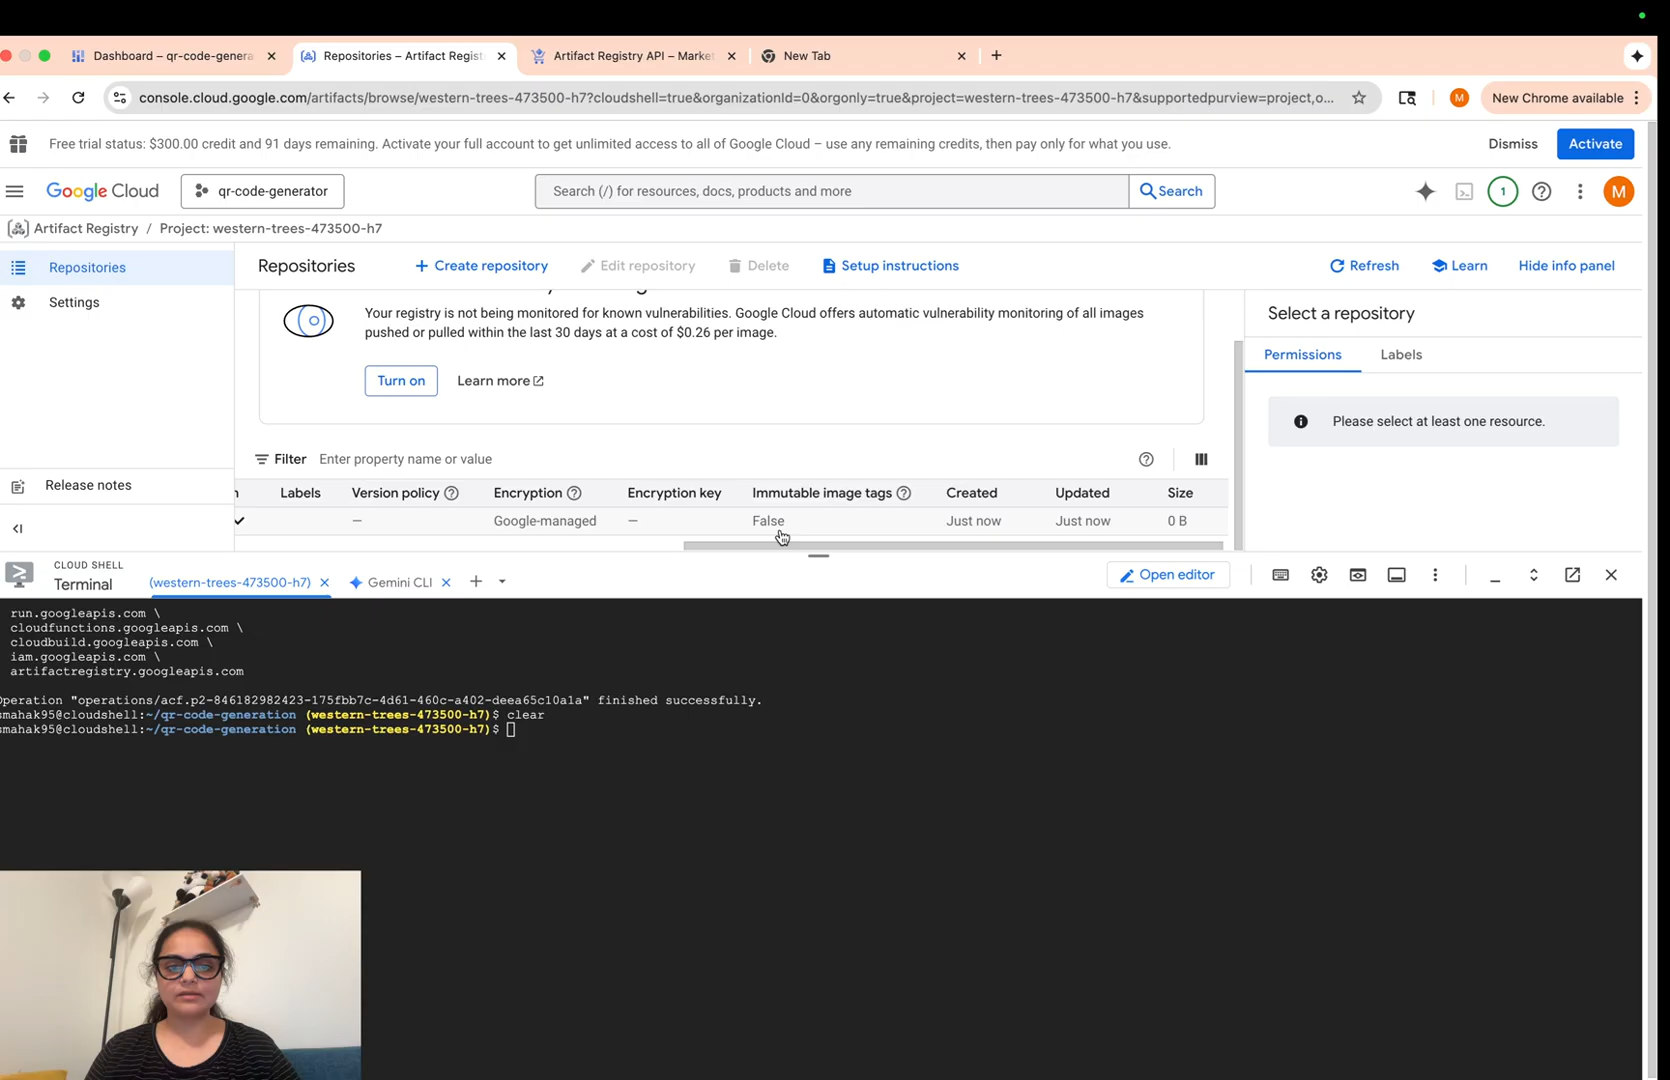 Dashboard – qr-code-genera
Repositories – Artifact Regist
Artifact Registry API – Market
New Tab
console.cloud.google.com/artifacts/browse/western-trees-473500-h7?cloudshell=true&organizationId=0&orgonly=true&project=western-trees-473500-h7&supportedpurview=project,o...
M
New Chrome available
Free trial status: $300.00 credit and 91 days remaining. Activate your full account to get unlimited access to all of Google Cloud – use any remaining credits, then pay only for what you use.
Dismiss
Activate
Google Cloud
qr-code-generator
Search (/) for resources, docs, products and more
Search
1
M
Artifact Registry / Project: western-trees-473500-h7
Repositories
Settings
Release notes
Repositories
Create repository
Edit repository
Delete
Setup instructions
Refresh
Learn
Hide info panel
Your registry is not being monitored for known vulnerabilities. Google Cloud offers automatic vulnerability monitoring of all images
pushed or pulled within the last 30 days at a cost of $0.26 per image.
Turn on
Learn more
Filter Enter property name or value
Labels Version policy Encryption Encryption key Immutable image tags Created Updated Size
– Google-managed – False Just now Just now 0 B
Select a repository
Permissions
Labels
Please select at least one resource.
CLOUD SHELL
Terminal
(western-trees-473500-h7)
Gemini CLI
Open editor
run.googleapis.com \
cloudfunctions.googleapis.com \
cloudbuild.googleapis.com \
iam.googleapis.com \
artifactregistry.googleapis.com
Operation "operations/acf.p2-846182982423-175fbb7c-4d61-460c-a402-deea65c10a1a" finished successfully.
smahak95@cloudshell:~/qr-code-generation (western-trees-473500-h7)$ clear
smahak95@cloudshell:~/qr-code-generation (western-trees-473500-h7)$